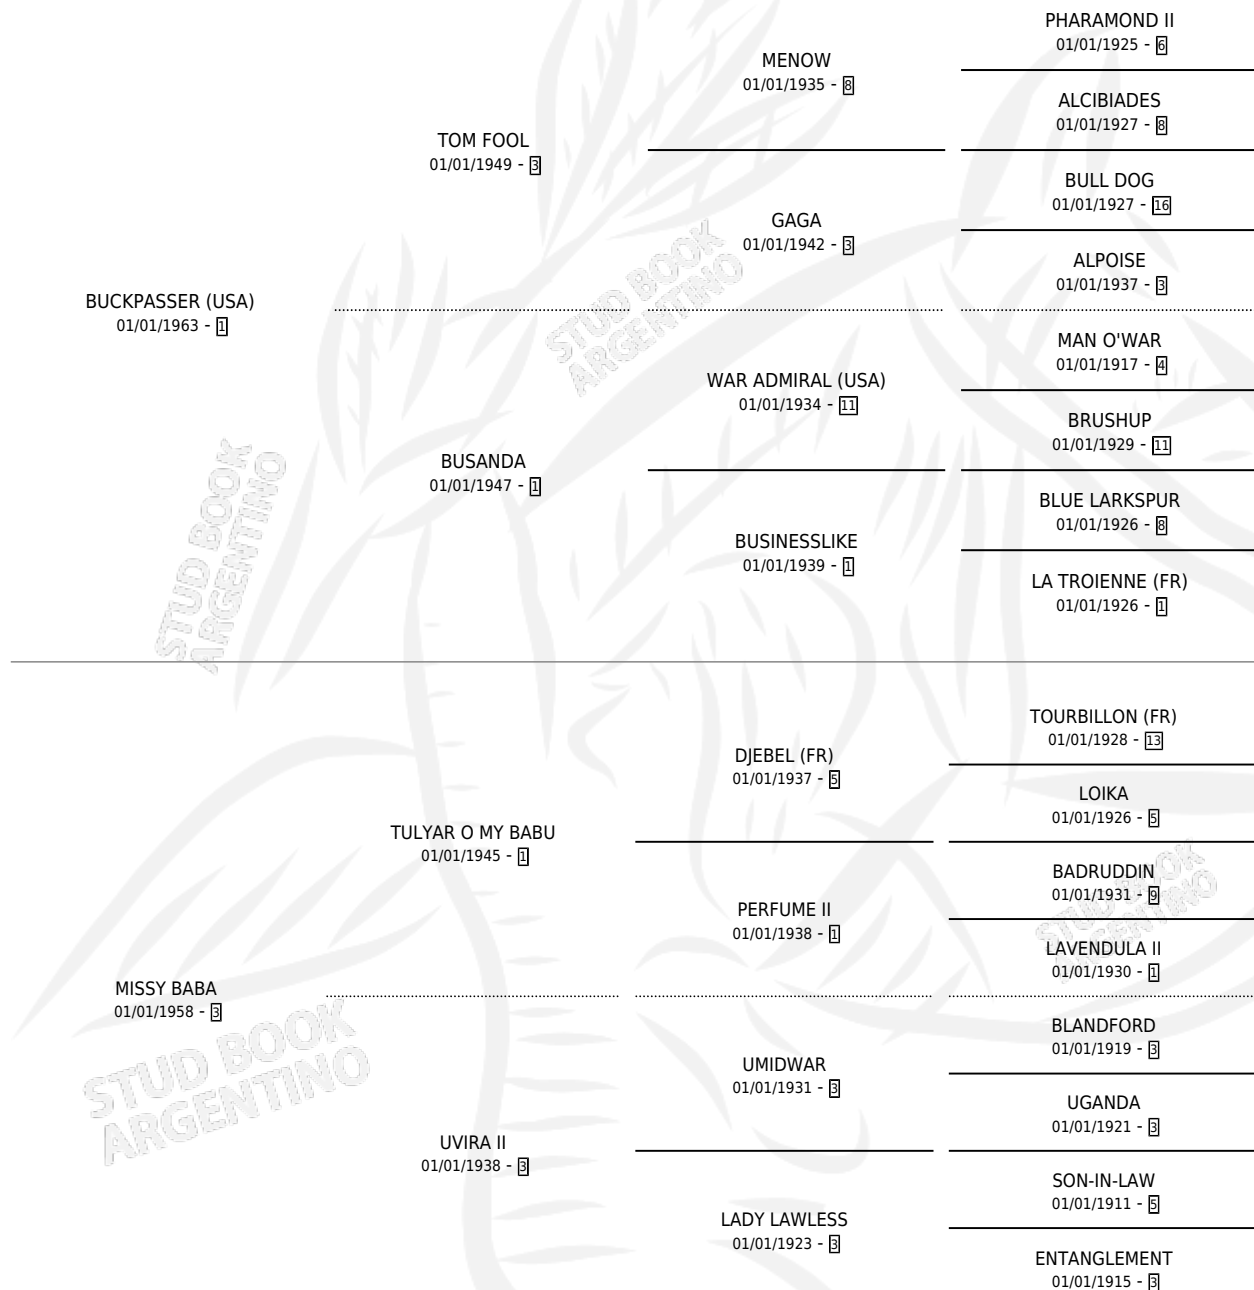 PHARAMOND II
01/01/1925 - 6
MENOW
01/01/1935 - 8
ALCIBIADES
01/01/1927 - 8
TOM FOOL
01/01/1949 - 3
BULL DOG
01/01/1927 - 16
GAGA
01/01/1942 - 3
ALPOISE
01/01/1937 - 3
BUCKPASSER (USA)
01/01/1963 - 1
MAN O'WAR
01/01/1917 - 4
WAR ADMIRAL (USA)
01/01/1934 - 11
BRUSHUP
01/01/1929 - 11
BUSANDA
01/01/1947 - 1
BLUE LARKSPUR
01/01/1926 - 8
BUSINESSLIKE
01/01/1939 - 1
LA TROIENNE (FR)
01/01/1926 - 1
TOURBILLON (FR)
01/01/1928 - 13
DJEBEL (FR)
01/01/1937 - 5
LOIKA
01/01/1926 - 5
TULYAR O MY BABU
01/01/1945 - 1
BADRUDDIN
01/01/1931 - 9
PERFUME II
01/01/1938 - 1
LAVENDULA II
01/01/1930 - 1
MISSY BABA
01/01/1958 - 3
BLANDFORD
01/01/1919 - 3
UMIDWAR
01/01/1931 - 3
UGANDA
01/01/1921 - 3
UVIRA II
01/01/1938 - 3
SON-IN-LAW
01/01/1911 - 5
LADY LAWLESS
01/01/1923 - 3
ENTANGLEMENT
01/01/1915 - 3
STUD BOOK
ARGENTINO
STUD BOOK
ARGENTINO
STUD BOOK
ARGENTINO
STUD BOOK
ARGENTINO